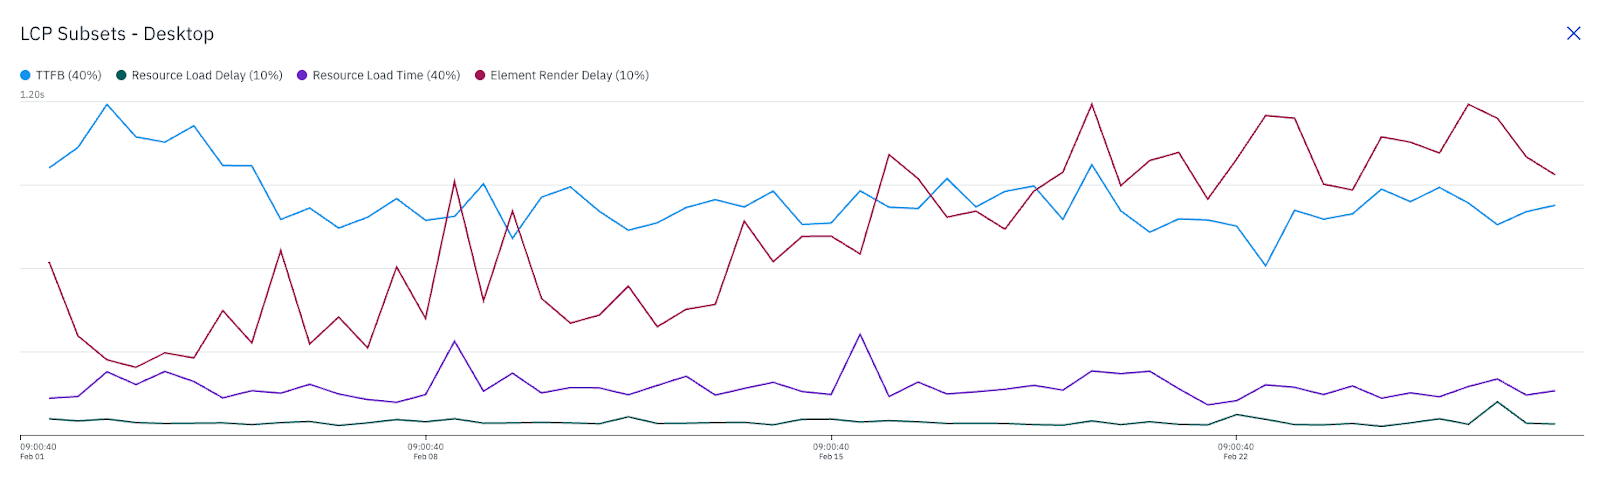 LCP Subsets - Desktop
TTFB (40%) Resource Load Delay (10%) Resource Load Time (40%) Element Render Delay (10%)
1.20s
09:00:40 09:00:40 09:00:40 09:00:40
Feb 01 Feb 08 Feb 15 Feb 22